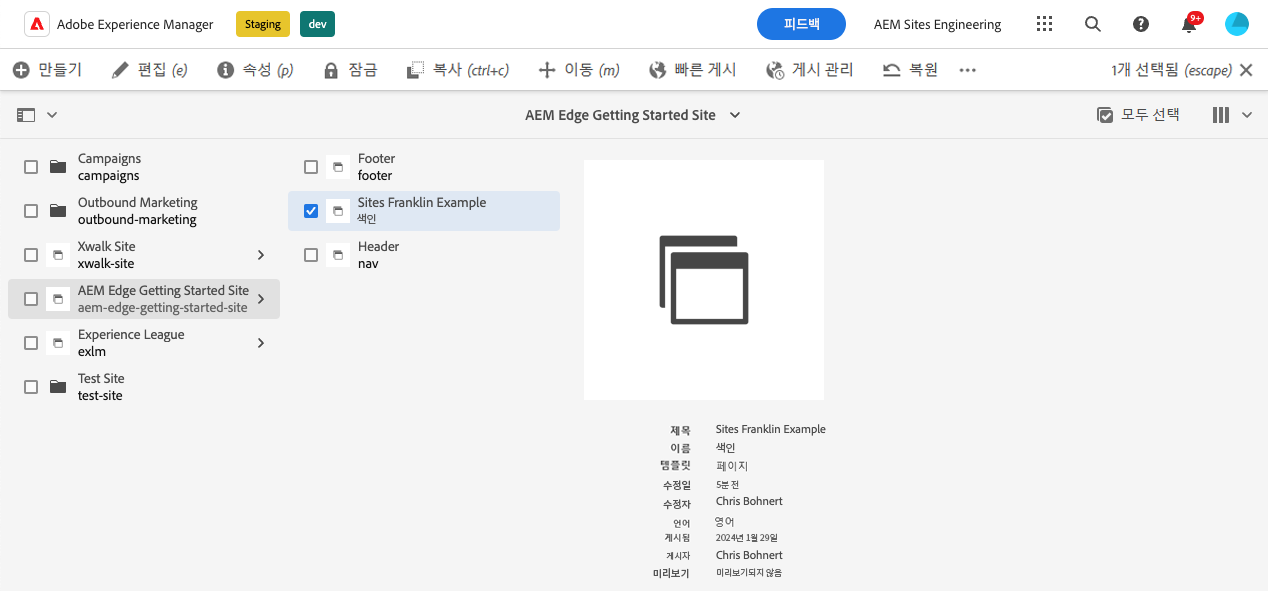 Adobe Experience Manager Staging dev 피드백 AEM Sites Engineering 9+
만들기 편집 (e) 속성 (p) 잠금 복사 (ctrl+c) 이동 (m) 빠른 게시 게시 관리 복원 1개 선택됨 (escape)
AEM Edge Getting Started Site 모두 선택
Campaigns
campaigns
Outbound Marketing
outbound-marketing
Xwalk Site
xwalk-site
AEM Edge Getting Started Site
aem-edge-getting-started-site
Experience League
exlm
Test Site
test-site
Footer
footer
Sites Franklin Example
색인
Header
nav
제목 Sites Franklin Example
이름 색인
템플릿 페이지
수정일 5분 전
수정자 Chris Bohnert
언어 영어
게시됨 2024년 1월 29일
게시자 Chris Bohnert
미리보기 미리보기되지 않음